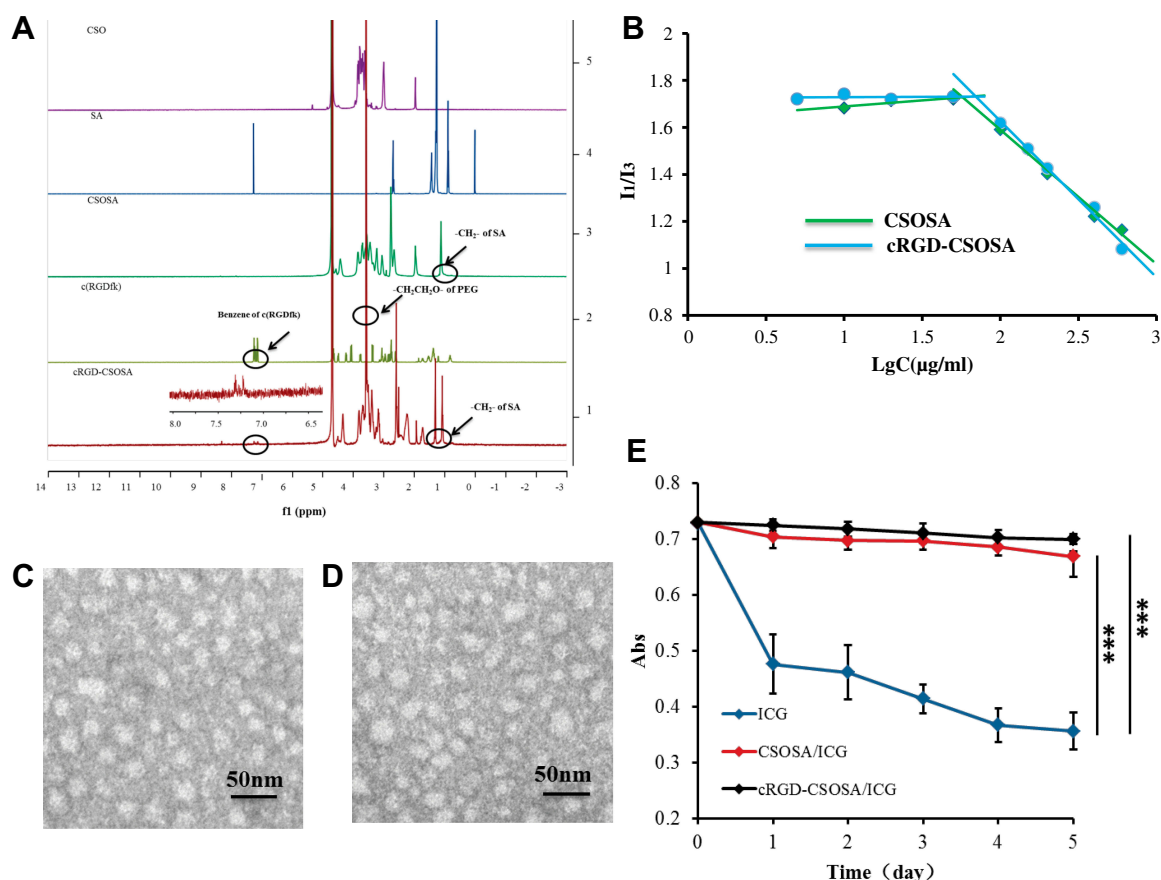 A
CSO
5
SA
4
CSOSA
-CH₂- of SA
3
c(RGDfk)
-CH₂CH₂O- of PEG
Benzene of c(RGDfk)
2
cRGD-CSOSA
8.0 7.5 7.0 6.5
-CH₂- of SA
1
14 13 12 11 10 9 8 7 6 5 4 3 2 1 0 -1 -2 -3
f1 (ppm)
B
2
1.8
1.6
1.4
1.2
1
0.8
I1/I3
CSOSA
cRGD-CSOSA
0 0.5 1 1.5 2 2.5 3
LgC(μg/ml)
C
50nm
D
50nm
E
0.8
0.7
0.6
0.5
0.4
0.3
0.2
Abs
ICG
CSOSA/ICG
cRGD-CSOSA/ICG
***
***
0 1 2 3 4 5
Time（day）